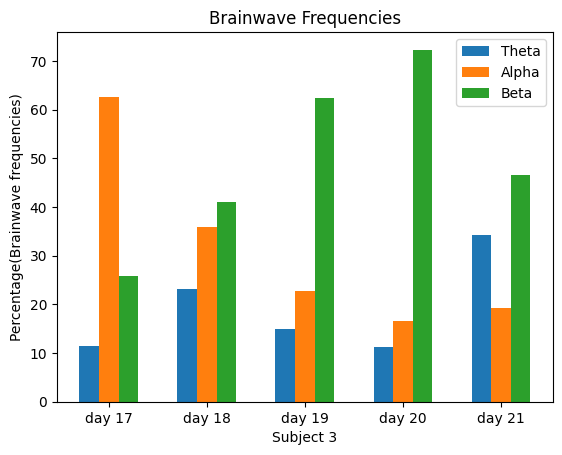 Brainwave Frequencies
Theta
Alpha
Beta
Percentage(Brainwave frequencies)
70
60
50
40
30
20
10
0
day 17 day 18 day 19 day 20 day 21
Subject 3